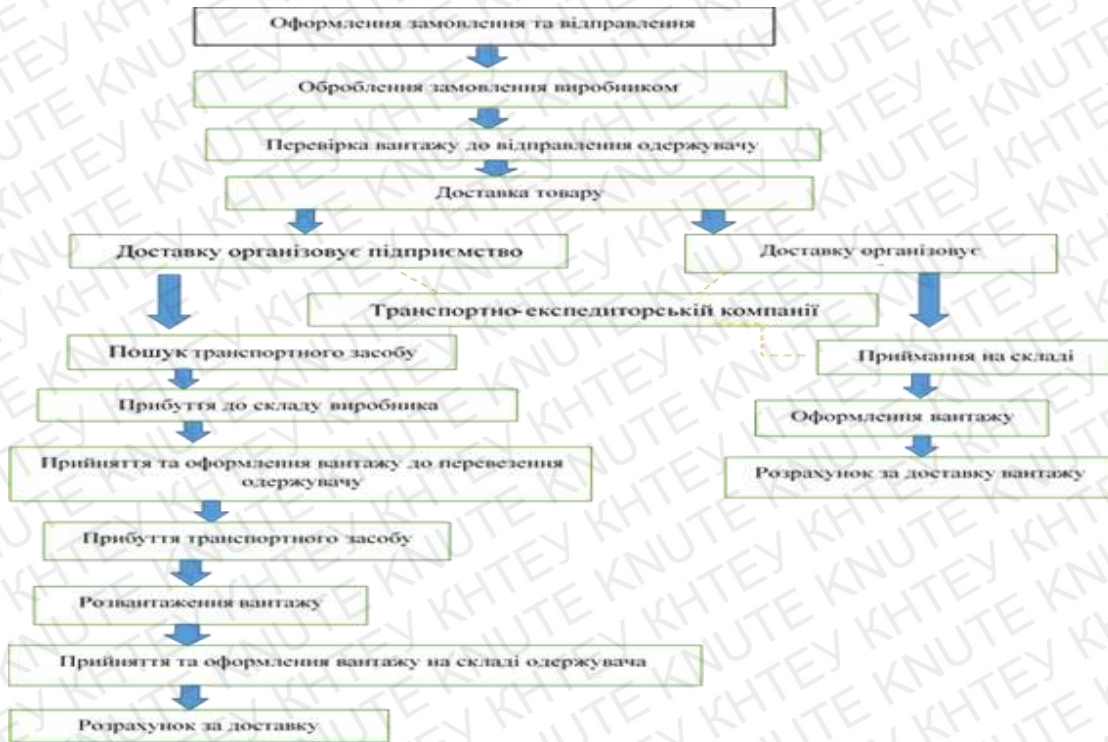 Оформлення замовлення та відправлення
Оброблення замовлення виробником
Перевірка вантажу до відправлення одержувачу
Доставка товару
Доставку організовує підприємство
Доставку організовує
Транспортно-експедиторській компанії
Пошук транспортного засобу
Приймання на складі
Прибуття до складу виробника
Оформлення вантажу
Прийняття та оформлення вантажу до перевезення
одержувачу
Розрахунок за доставку вантажу
Прибуття транспортного засобу
Розвантаження вантажу
Прийняття та оформлення вантажу на складі одержувача
Розрахунок за доставку